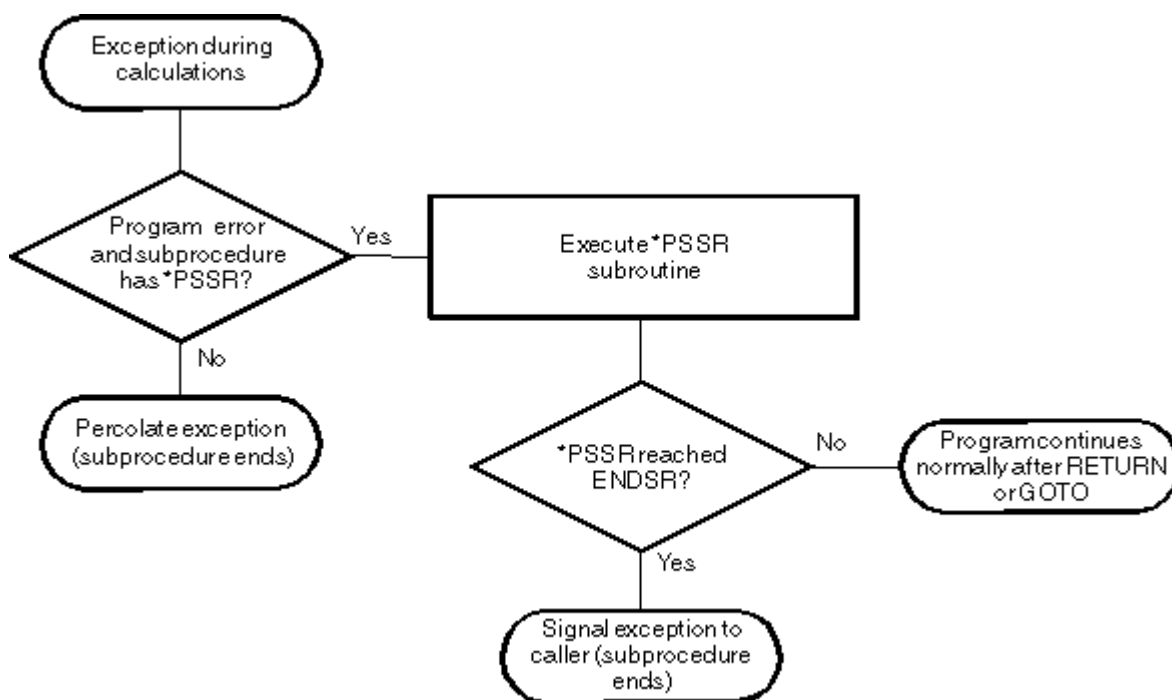 Exception during
calculations
Program error
and subprocedure
has *PSSR?
Yes
Execute *PSSR
subroutine
No
Percolate exception
(subprocedure ends)
*PSSR reached
ENDSR?
No
Program continues
normally after RETURN
or GOTO
Yes
Signal exception to
caller (subprocedure
ends)